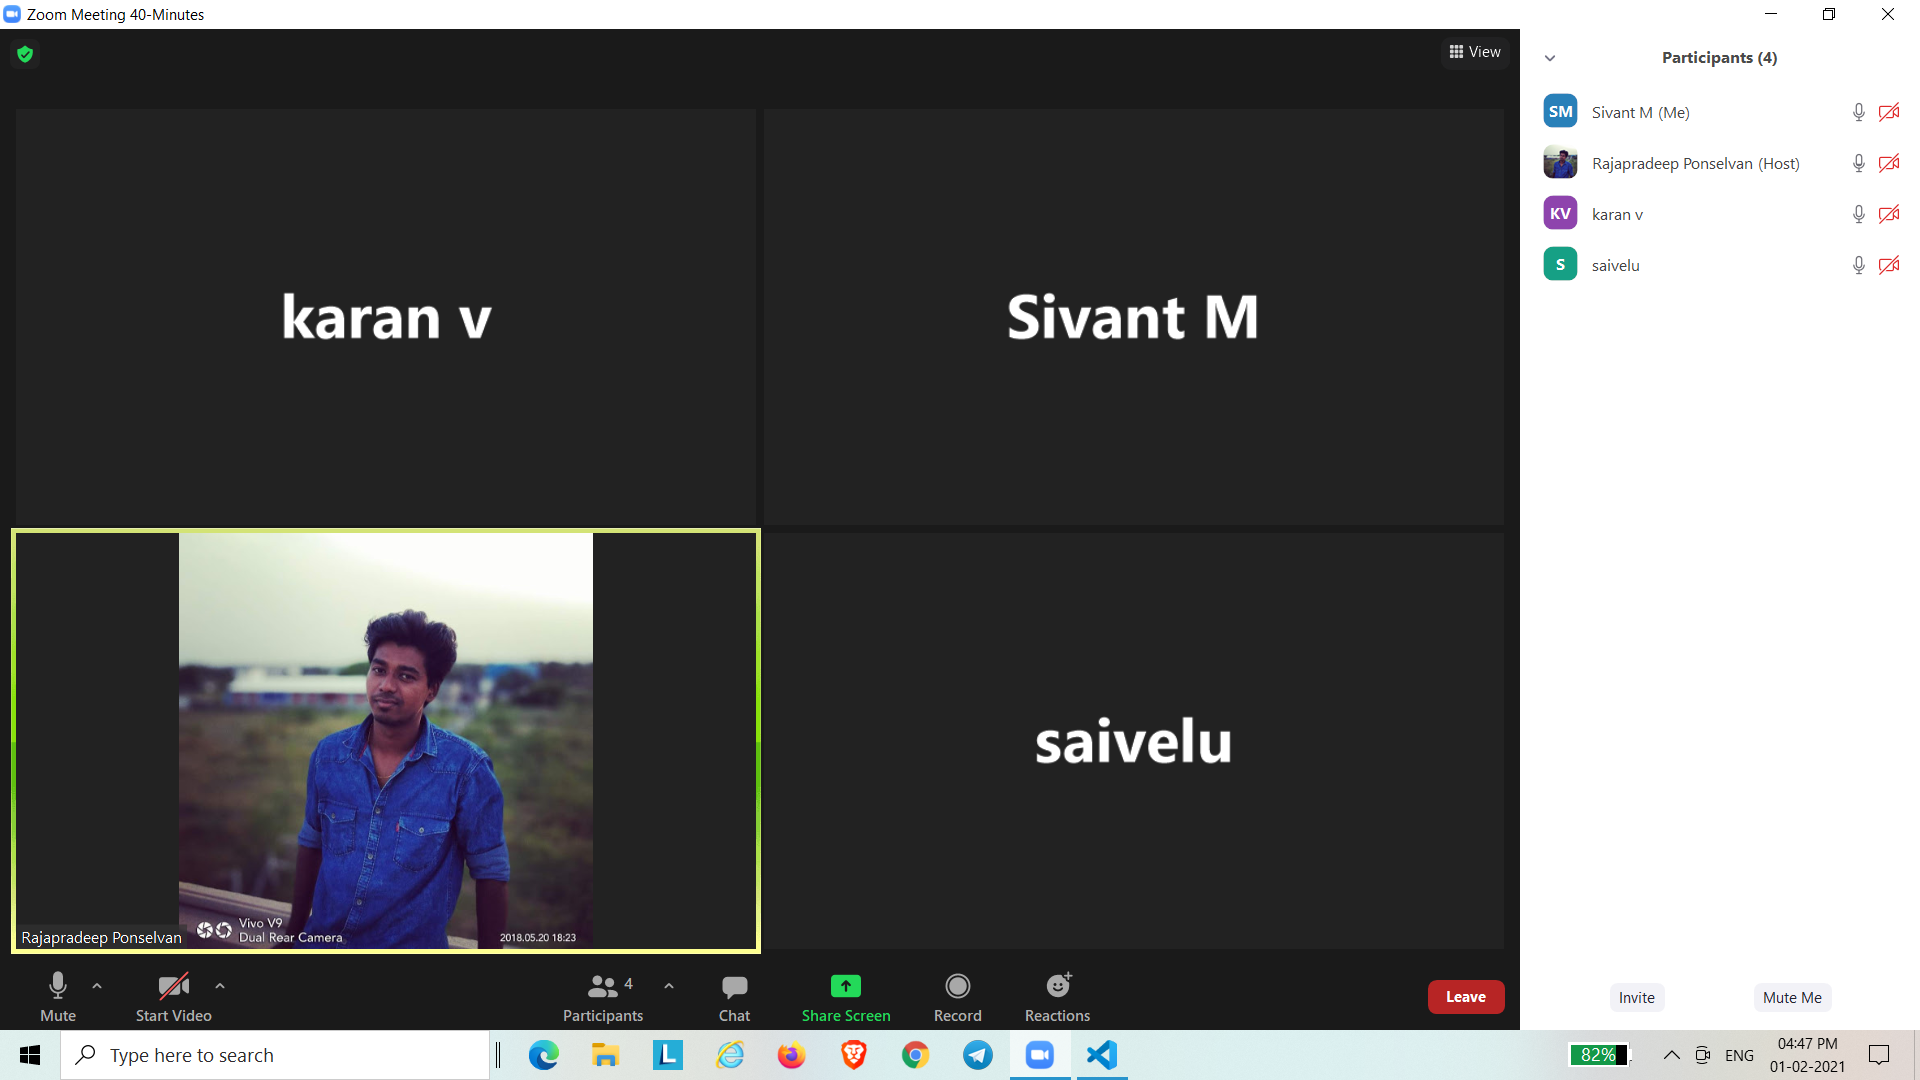 Zoom Meeting 40-Minutes
View
Participants (4)
SM Sivant M (Me)
Rajapradeep Ponselvan (Host)
KV karan v
S saivelu
karan v
Sivant M
saivelu
Vivo V9
Dual Rear Camera
2018.05.20 18:23
Rajapradeep Ponselvan
4
Mute
Start Video
Participants
Chat
Share Screen
Record
Reactions
Leave
Invite
Mute Me
Type here to search
L
82%
ENG
04:47 PM
01-02-2021